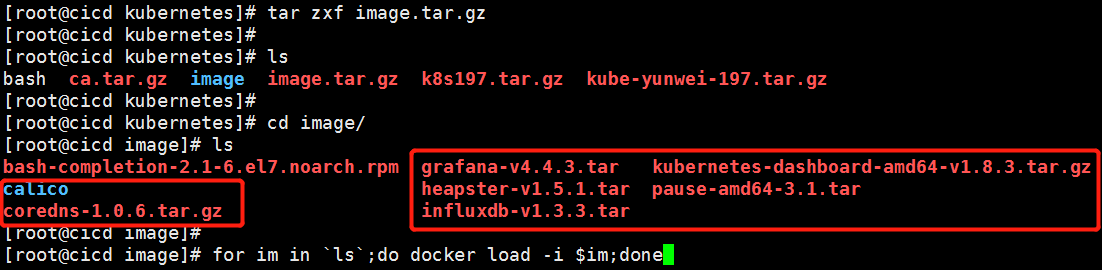 [root@cicd kubernetes]# tar zxf image.tar.gz
[root@cicd kubernetes]#
[root@cicd kubernetes]# ls
bash  ca.tar.gz  image  image.tar.gz  k8s197.tar.gz  kube-yunwei-197.tar.gz
[root@cicd kubernetes]#
[root@cicd kubernetes]# cd image/
[root@cicd image]# ls
bash-completion-2.1-6.el7.noarch.rpm  grafana-v4.4.3.tar  kubernetes-dashboard-amd64-v1.8.3.tar.gz
calico  heapster-v1.5.1.tar  pause-amd64-3.1.tar
coredns-1.0.6.tar.gz  influxdb-v1.3.3.tar
[root@cicd image]#
[root@cicd image]# for im in `ls`;do docker load -i $im;done